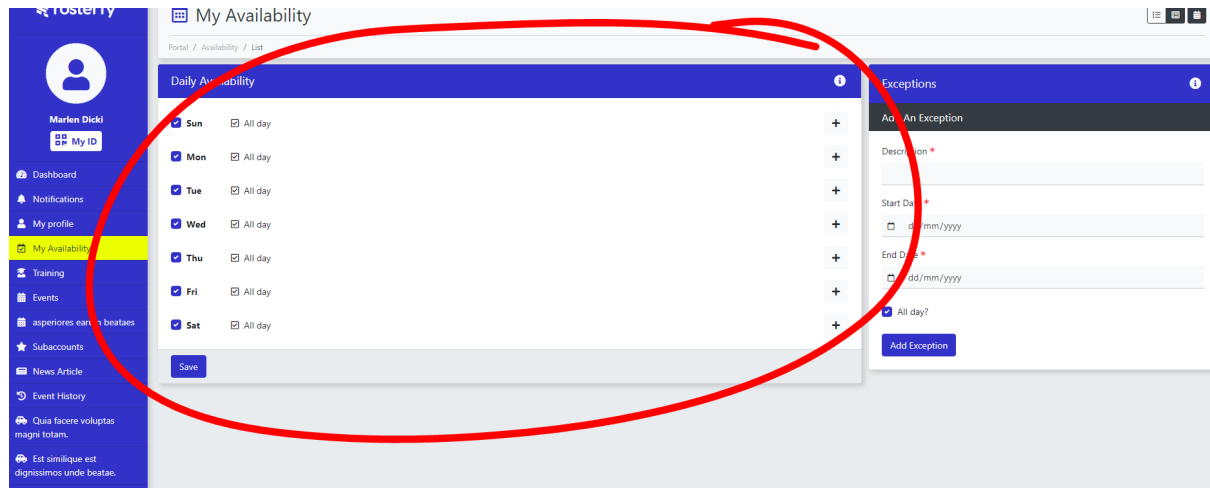 rosterfy
My Availability
Portal / Availability / List
Marlen Dicki
My ID
Dashboard
Notifications
My profile
My Availability
Training
Events
asperiores earum beataes
Subaccounts
News Article
Event History
Quia facere voluptas
magni totam.
Est similique est
dignissimos unde beatae.
Daily Availability
Sun All day +
Mon All day +
Tue All day +
Wed All day +
Thu All day +
Fri All day +
Sat All day +
Save
Exceptions
Add An Exception
Description *
Start Date *
dd/mm/yyyy
End Date *
dd/mm/yyyy
All day?
Add Exception